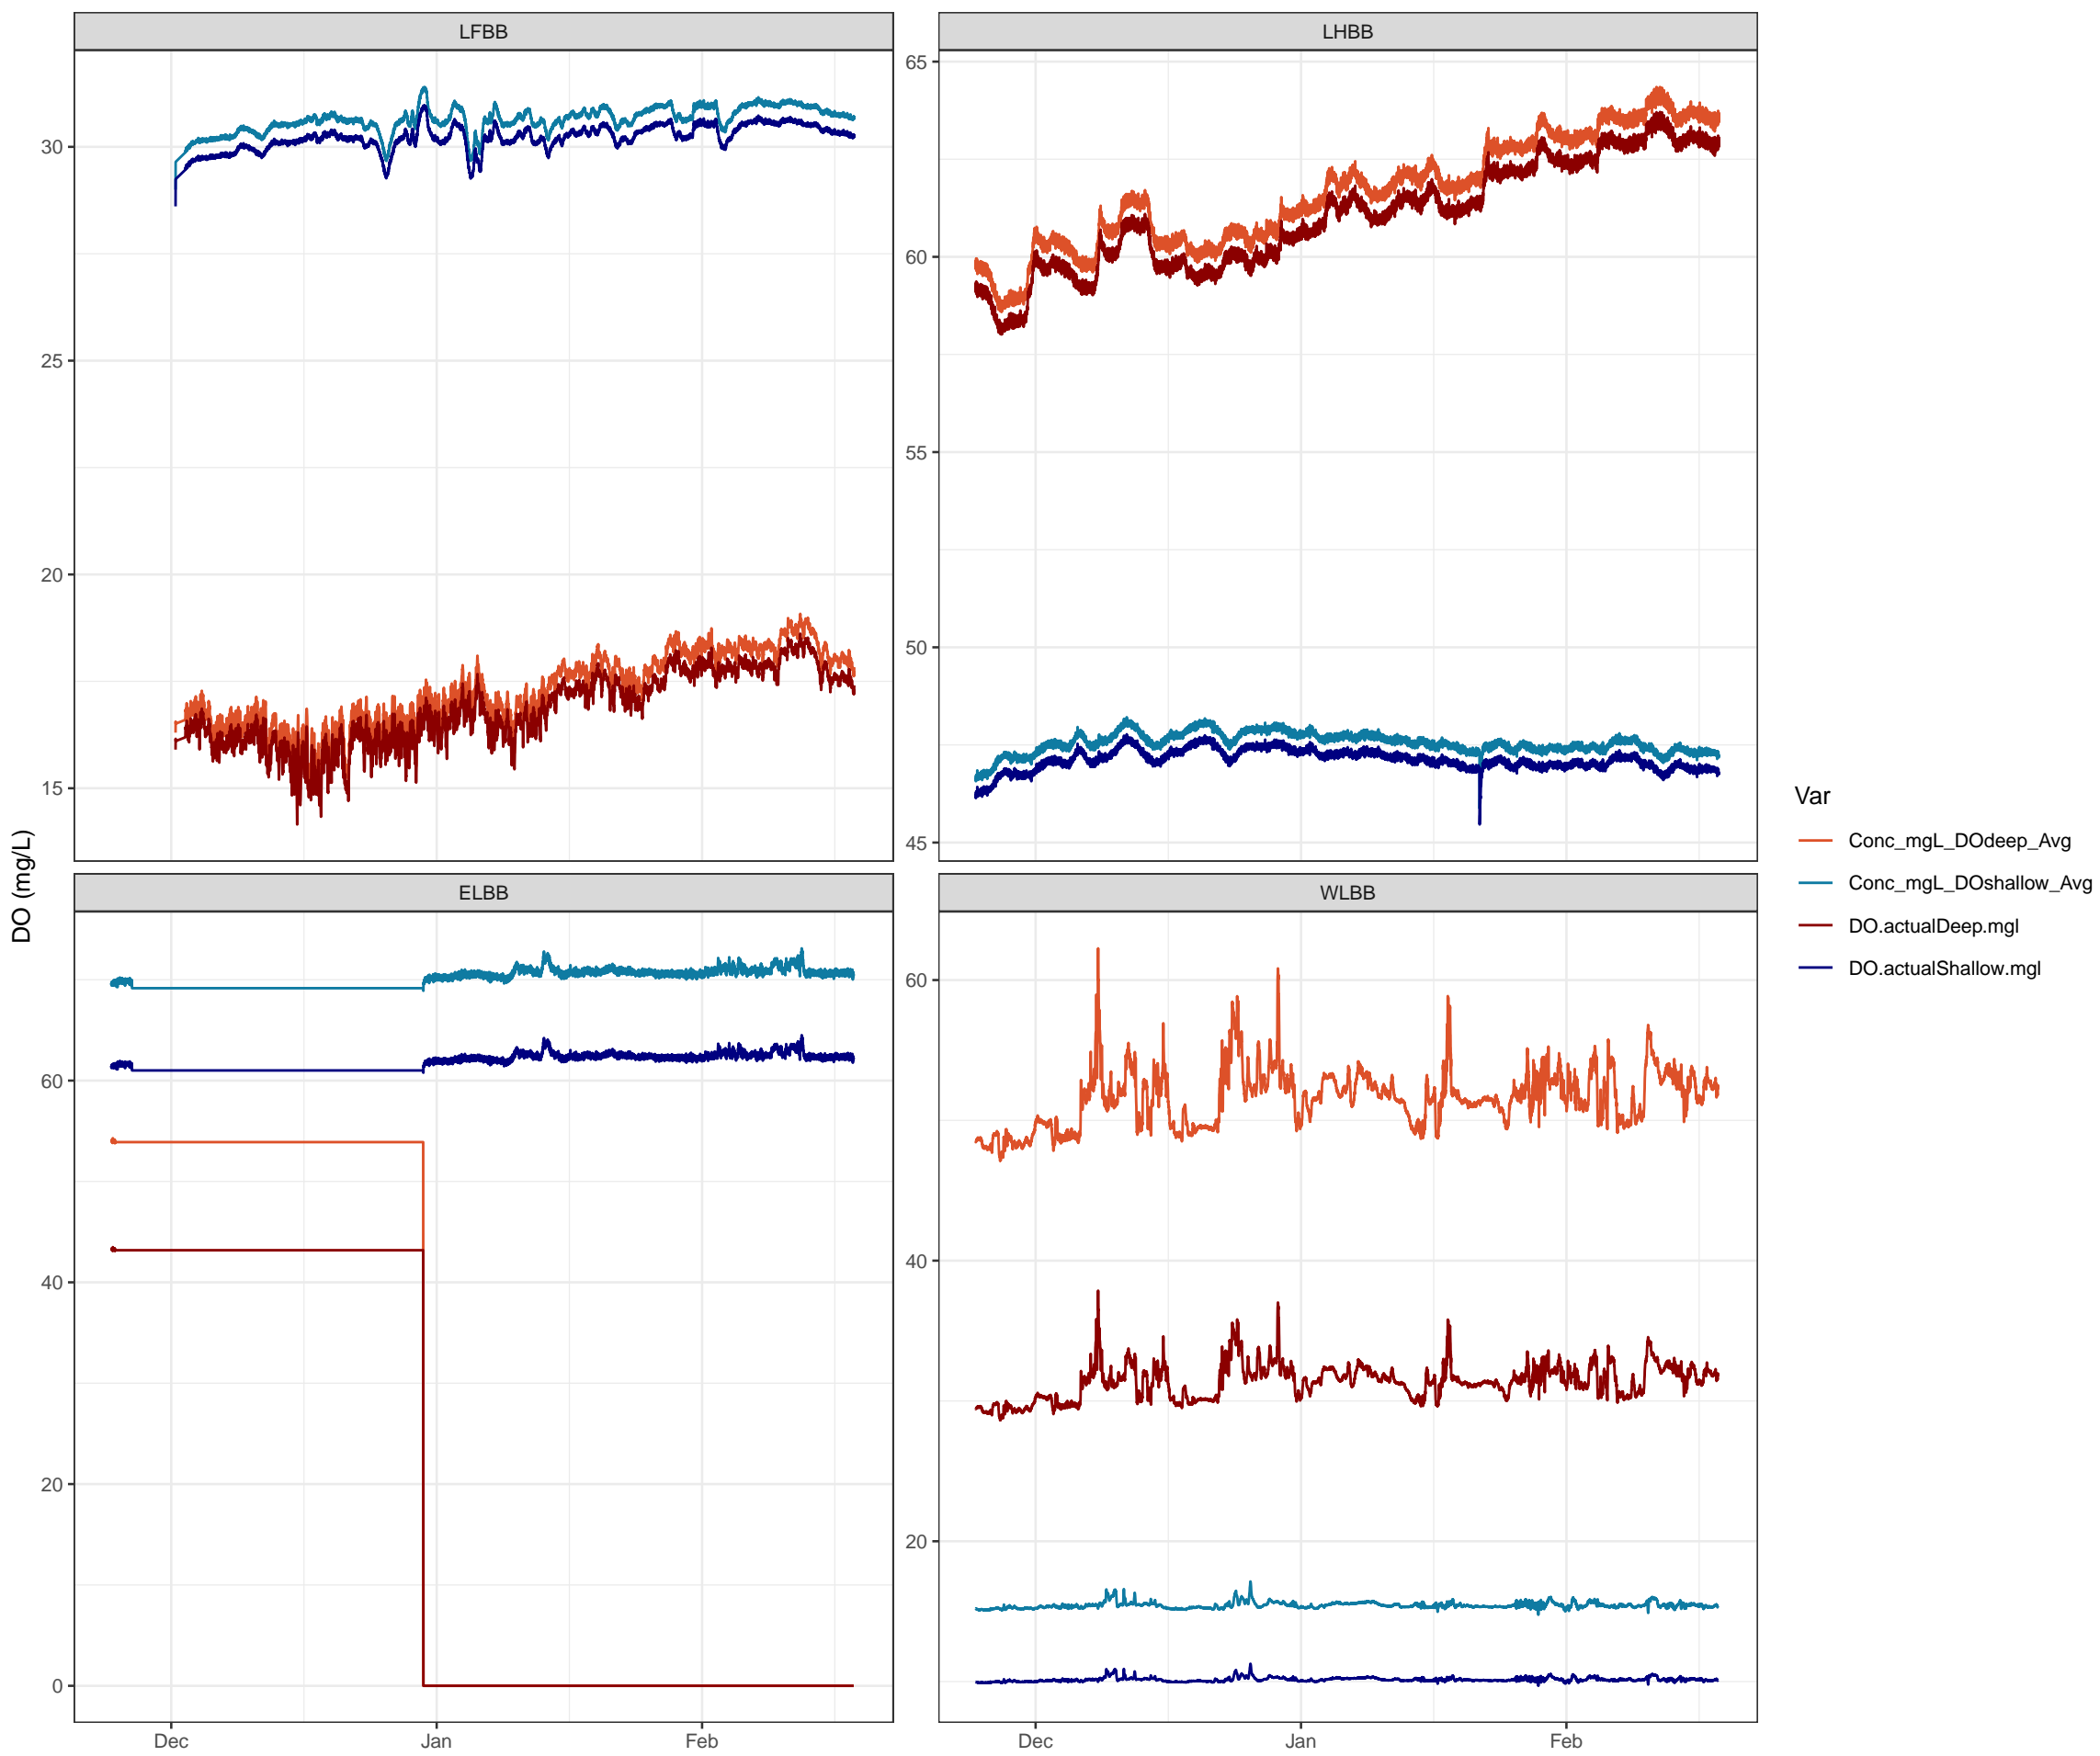 LFBB
LHBB
30
25
20
15
65
60
55
50
45
DO (mg/L)
ELBB
WLBB
60
40
20
0
60
40
20
Dec
Jan
Feb
Dec
Jan
Feb
Var
Conc_mgL_DOdeep_Avg
Conc_mgL_DOshallow_Avg
DO.actualDeep.mgl
DO.actualShallow.mgl